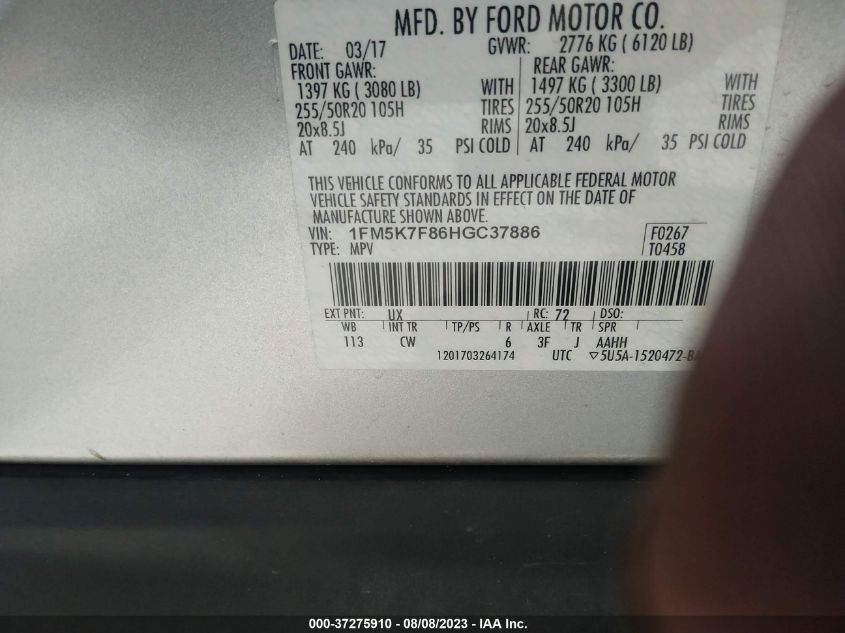 MFD. BY FORD MOTOR CO.
DATE: 03/17 GVWR: 2776 KG ( 6120 LB)
FRONT GAWR: REAR GAWR:
1397 KG ( 3080 LB) WITH 1497 KG ( 3300 LB) WITH
255/50R20 105H TIRES 255/50R20 105H TIRES
20x8.5J RIMS 20x8.5J RIMS
AT 240 kPa/ 35 PSI COLD AT 240 kPa/ 35 PSI COLD
THIS VEHICLE CONFORMS TO ALL APPLICABLE FEDERAL MOTOR
VEHICLE SAFETY STANDARDS IN EFFECT ON THE DATE OF
MANUFACTURE SHOWN ABOVE.
VIN: 1FM5K7F86HGC37886 F0267
TYPE: MPV T0458
EXT PNT: UX RC: 72 DSO:
WB INT TR TP/PS R AXLE TR SPR
113 CW 6 3F J AAHH
1201703264174 UTC ▽5U5A-1520472-
000-37275910 - 08/08/2023 - IAA Inc.